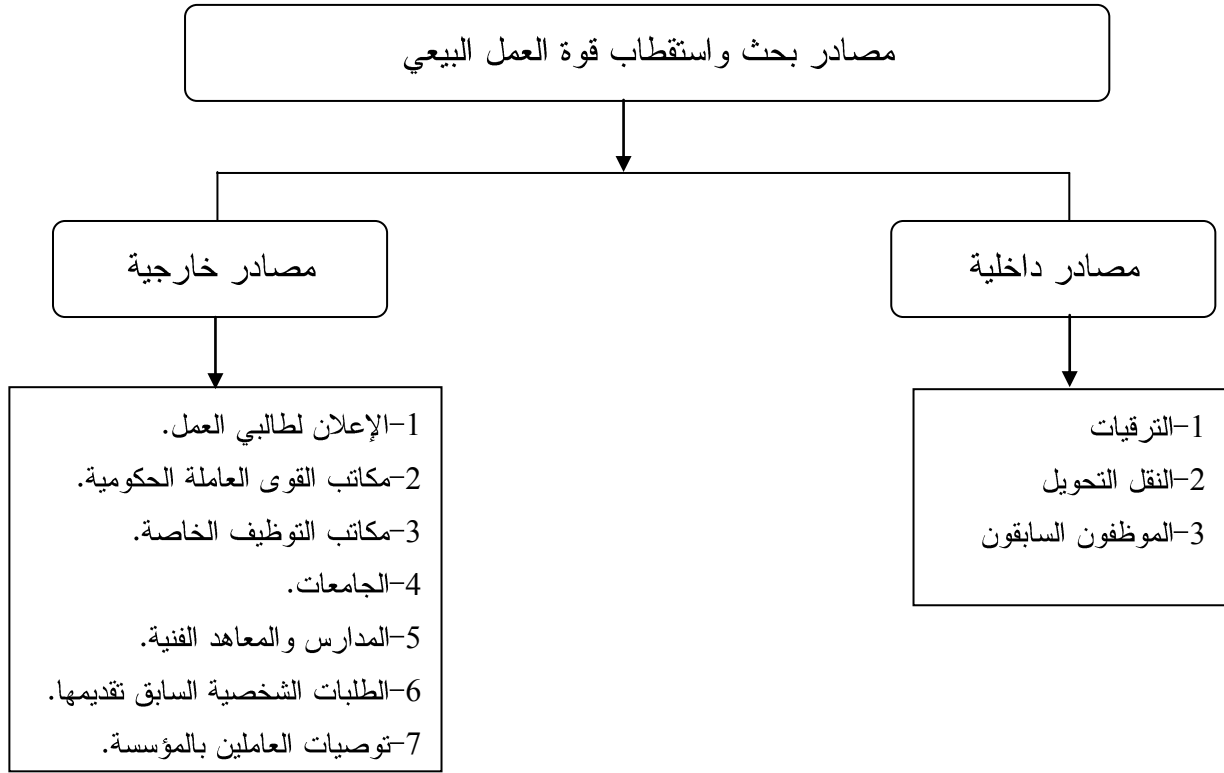 مصادر بحث واستقطاب قوة العمل البيعي
مصادر داخلية
مصادر خارجية
1-الترقيات
2-النقل التحويل
3-الموظفون السابقون
1-الإعلان لطالبي العمل.
2-مكاتب القوى العاملة الحكومية.
3-مكاتب التوظيف الخاصة.
4-الجامعات.
5-المدارس والمعاهد الفنية.
6-الطلبات الشخصية السابق تقديمها.
7-توصيات العاملين بالمؤسسة.